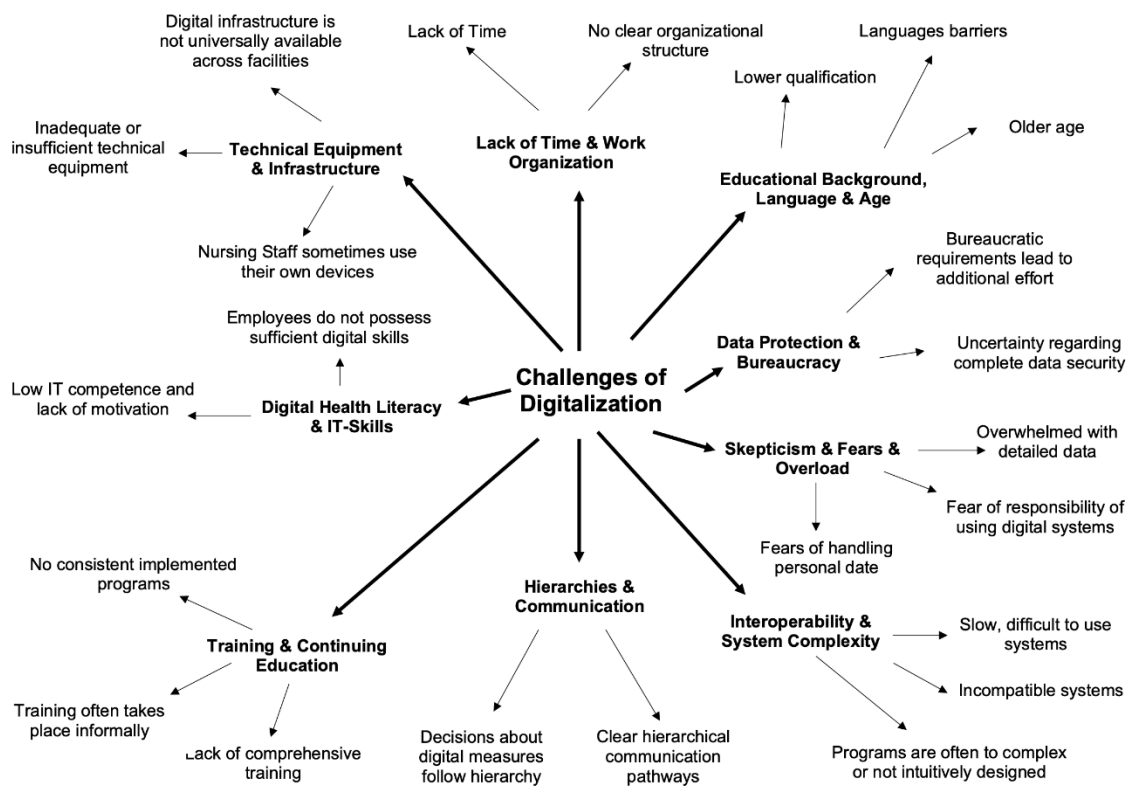 Digital infrastructure is
not universally available
across facilities
Lack of Time
No clear organizational
structure
Languages barriers
Lower qualification
Older age
Inadequate or
insufficient technical
equipment
Technical Equipment
& Infrastructure
Lack of Time & Work
Organization
Educational Background,
Language & Age
Nursing Staff sometimes use
their own devices
Bureaucratic
requirements lead to
additional effort
Employees do not possess
sufficient digital skills
Data Protection &
Bureaucracy
Uncertainty regarding
complete data security
Challenges of
Digitalization
Low IT competence and
lack of motivation
Digital Health Literacy
& IT-Skills
Skepticism & Fears &
Overload
Overwhelmed with
detailed data
Fear of responsibility of
using digital systems
Fears of handling
personal date
No consistent implemented
programs
Hierarchies &
Communication
Interoperability &
System Complexity
Slow, difficult to use
systems
Training & Continuing
Education
Incompatible systems
Training often takes
place informally
Lack of comprehensive
training
Decisions about
digital measures
follow hierarchy
Clear hierarchical
communication
pathways
Programs are often to complex
or not intuitively designed